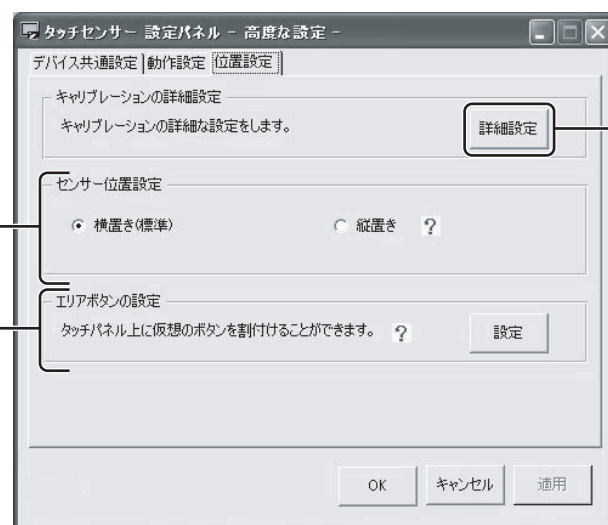 タッチセンサー 設定パネル - 高度な設定 -
デバイス共通設定 動作設定 位置設定
キャリブレーションの詳細設定
キャリブレーションの詳細な設定をします。 詳細設定
センサー位置設定
横置き(標準) 縦置き ?
エリアボタンの設定
タッチパネル上に仮想のボタンを割付けることができます。 ? 設定
OK キャンセル 適用